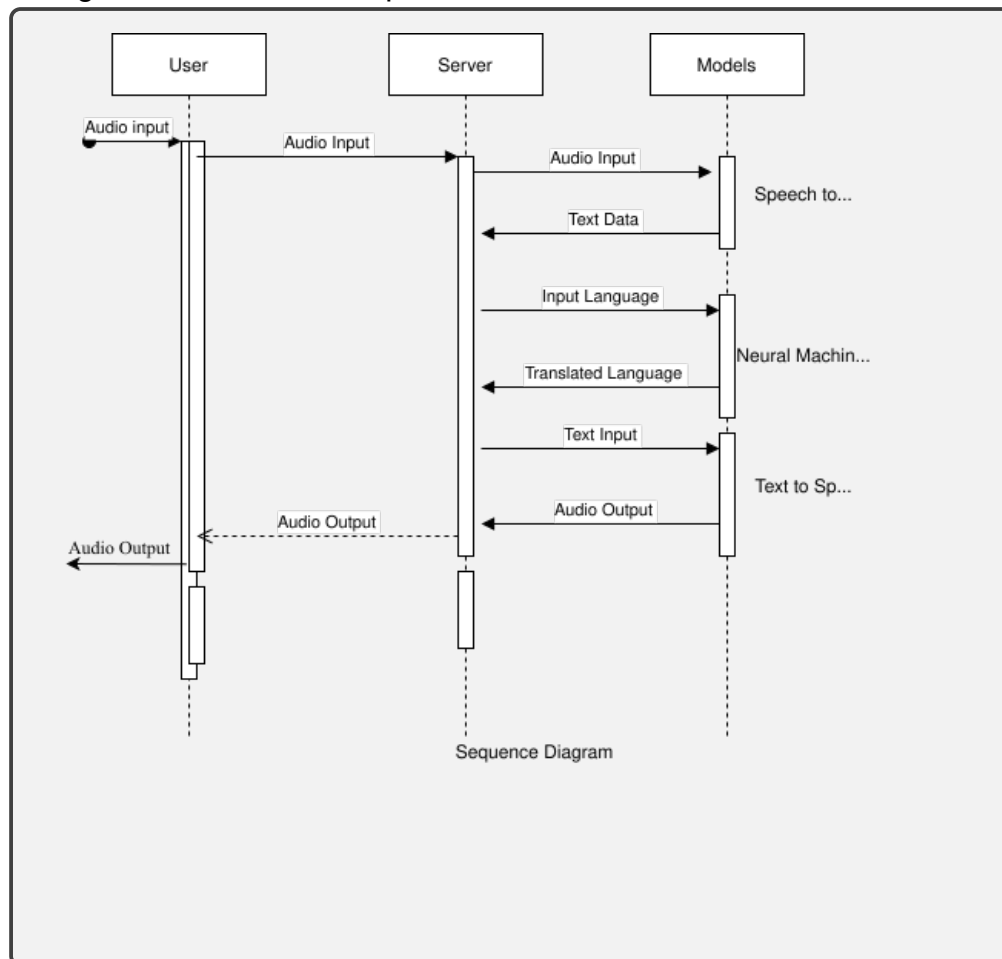 User
Server
Models
Audio input
Audio Input
Audio Input
Speech to...
Text Data
Input Language
Neural Machin...
Translated Language
Text Input
Text to Sp...
Audio Output
Audio Output
Audio Output
Sequence Diagram